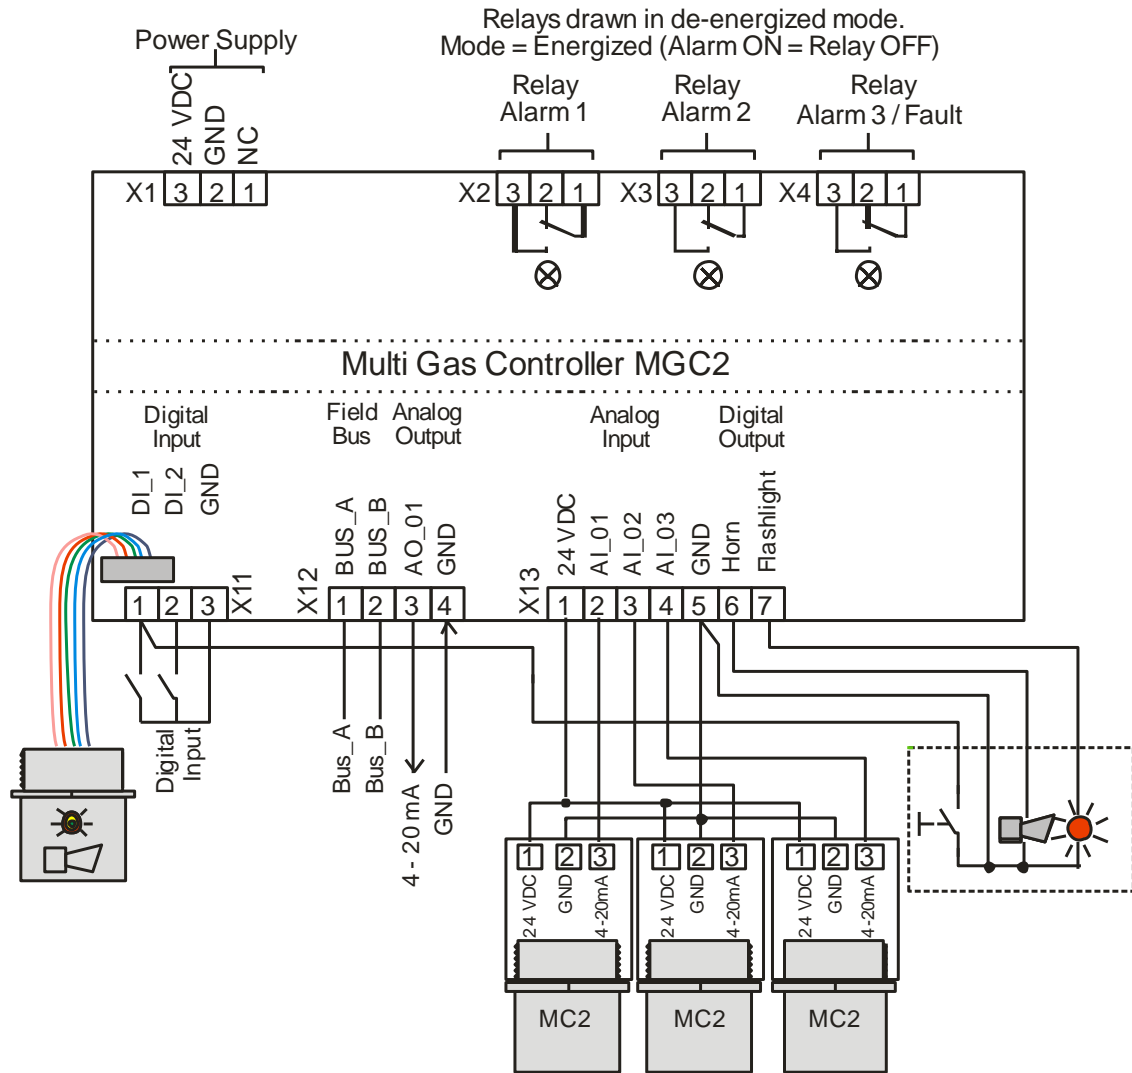 Relays drawn in de-energized mode.
Mode = Energized (Alarm ON = Relay OFF)
Power Supply
24 VDC
GND
NC
Relay
Alarm 1
Relay
Alarm 2
Relay
Alarm 3 / Fault
X1 3 2 1
X2 3 2 1
X3 3 2 1
X4 3 2 1
Multi Gas Controller MGC2
Digital
Input
Field
Bus
Analog
Output
Analog
Input
Digital
Output
DI_1
DI_2
GND
BUS_A
BUS_B
AO_01
GND
24 VDC
AI_01
AI_02
AI_03
GND
Horn
Flashlight
1 2 3 X11
X12 1 2 3 4
X13 1 2 3 4 5 6 7
Digital
Input
Bus_A
Bus_B
4 - 20 mA
GND
1 2 3
24 VDC
GND
4-20mA
MC2
1 2 3
24 VDC
GND
4-20mA
MC2
1 2 3
24 VDC
GND
4-20mA
MC2